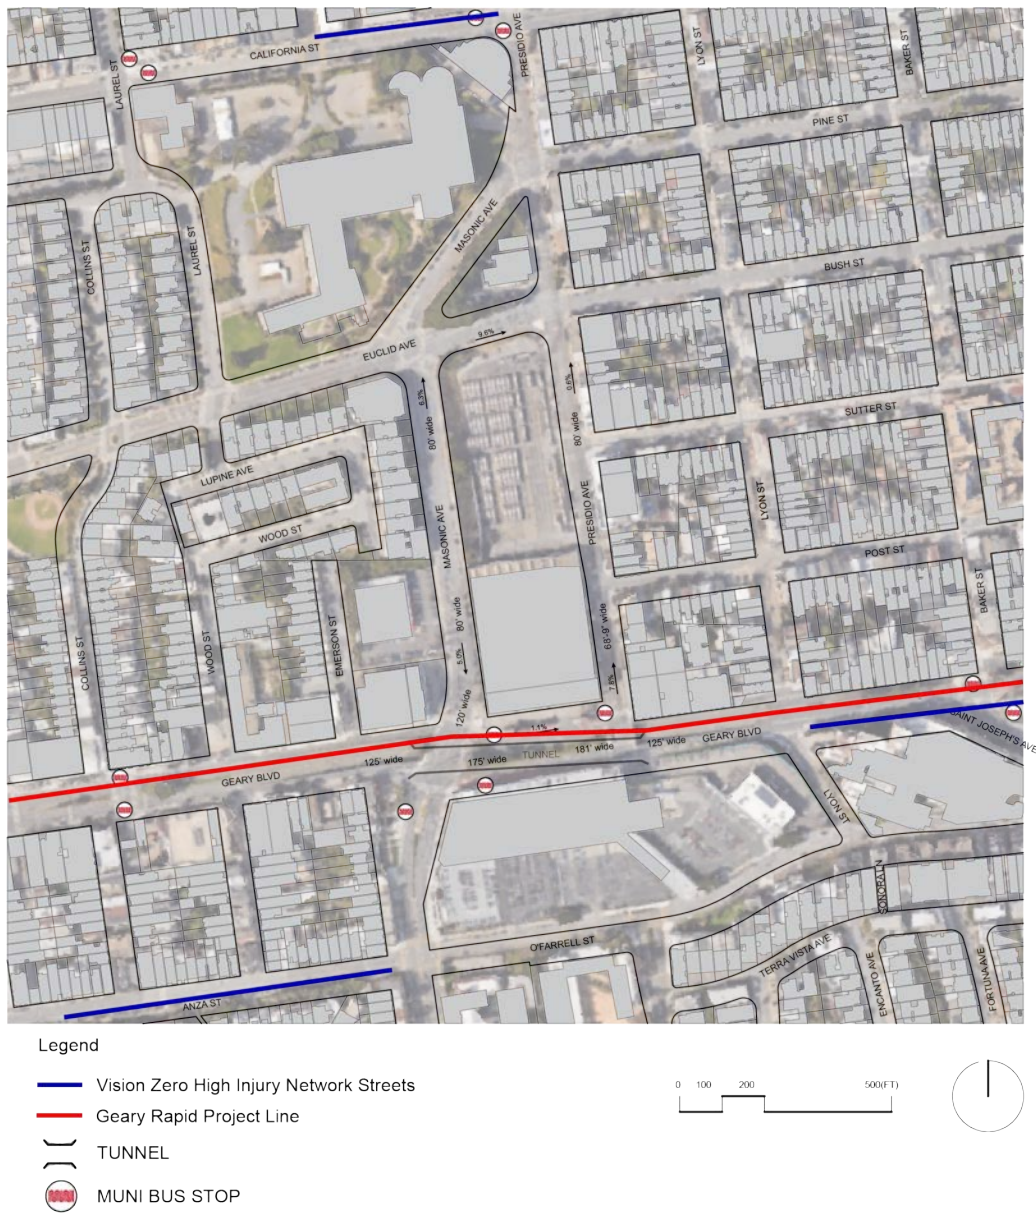 CALIFORNIA ST
PRESIDIO AVE
LYON ST
BAKER ST
LAUREL ST
PINE ST
MASONIC AVE
COLLINS ST
LAUREL ST
BUSH ST
9.6%
EUCLID AVE
6.3%
80' wide
0.6%
80' wide
SUTTER ST
LUPINE AVE
PRESIDIO AVE
LYON ST
WOOD ST
MASONIC AVE
POST ST
BAKER ST
80' wide
68'-9" wide
EMERSON ST
WOOD ST
COLLINS ST
5.0%
7.8%
120' wide
1.1%
SAINT JOSEPH'S AVE
125' wide
GEARY BLVD
181' wide
TUNNEL
175' wide
125' wide
GEARY BLVD
LYON ST
SONORA LN
O'FARRELL ST
TERRA VISTA AVE
ENCANTO AVE
FORTUNA AVE
ANZA ST
Legend
Vision Zero High Injury Network Streets
Geary Rapid Project Line
TUNNEL
MUNI BUS STOP
0 100 200 500(FT)